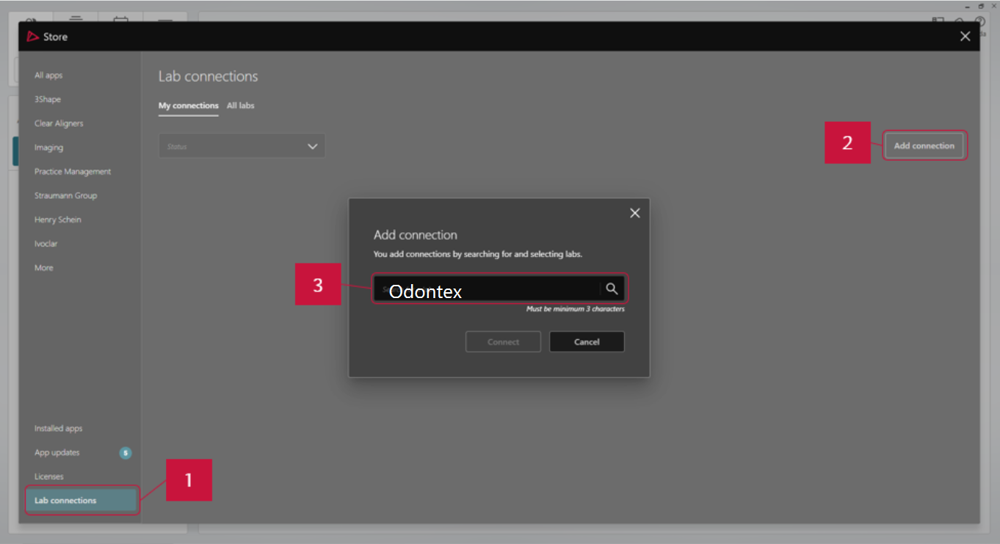 Store
All apps
3Shape
Clear Aligners
Imaging
Practice Management
Straumann Group
Henry Schein
Ivoclar
More
Installed apps
App updates 5
Licenses
Lab connections
1
Lab connections
My connections All labs
Status
2
Add connection
Add connection
You add connections by searching for and selecting labs.
3
Odontex
Must be minimum 3 characters
Connect Cancel